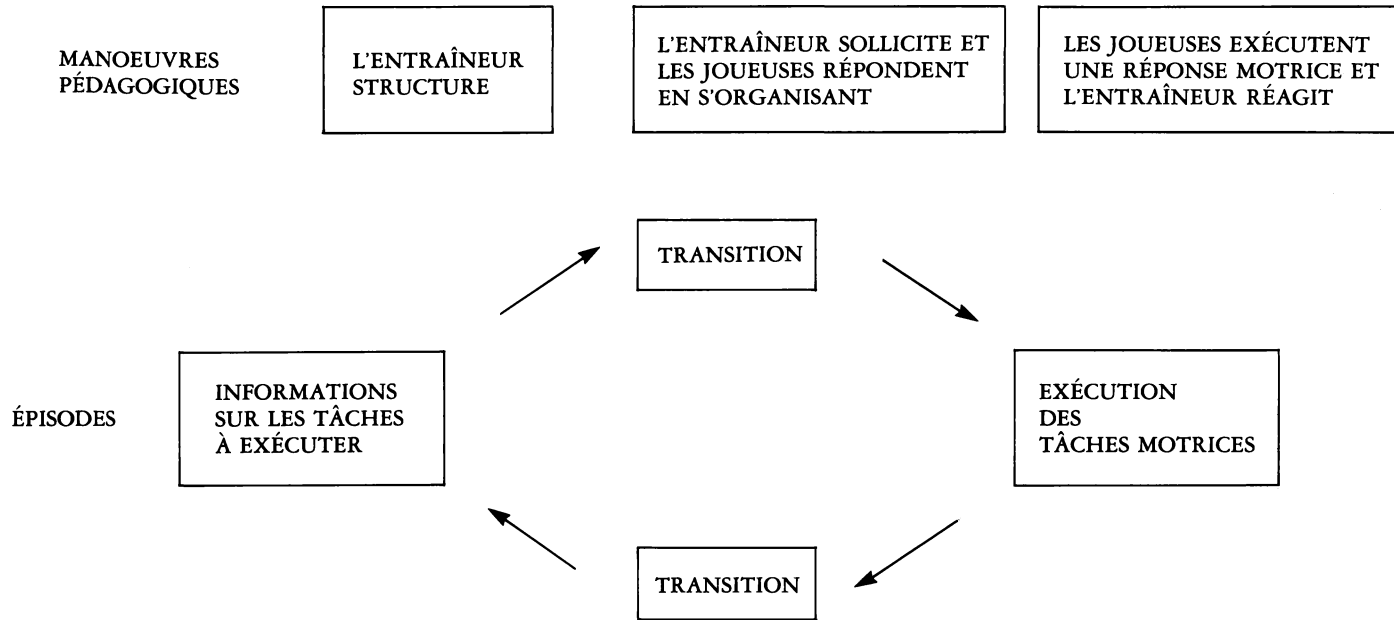 MANOEUVRES
PÉDAGOGIQUES
L'ENTRAÎNEUR
STRUCTURE
L'ENTRAÎNEUR SOLLICITE ET
LES JOUEUSES RÉPONDENT
EN S'ORGANISANT
LES JOUEUSES EXÉCUTENT
UNE RÉPONSE MOTRICE ET
L'ENTRAÎNEUR RÉAGIT
TRANSITION
ÉPISODES
INFORMATIONS
SUR LES TÂCHES
À EXÉCUTER
EXÉCUTION
DES
TÂCHES MOTRICES
TRANSITION